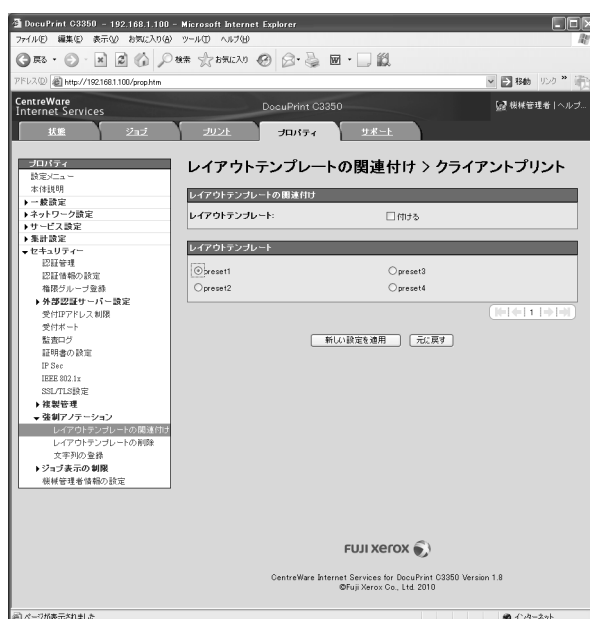 DocuPrint C3350 - 192.168.1.100 - Microsoft Internet Explorer
ファイル(F) 編集(E) 表示(V) お気に入り(A) ツール(T) ヘルプ(H)
戻る 検索 お気に入り
アドレス(D) http://192.168.1.100/prop.htm 移動 リンク »
CentreWare
Internet Services
DocuPrint C3350
機械管理者 | ヘルプ...
状態 ジョブ プリント プロパティ サポート
プロパティ
設定メニュー
本体説明
一般設定
ネットワーク設定
サービス設定
集計設定
セキュリティー
認証管理
認証情報の設定
権限グループ登録
外部認証サーバー設定
受付IPアドレス制限
受付ポート
監査ログ
証明書の設定
IP Sec
IEEE 802.1x
SSL/TLS設定
複製管理
強制アノテーション
レイアウトテンプレートの関連付け
レイアウトテンプレートの削除
文字列の登録
ジョブ表示の制限
機械管理者情報の設定
レイアウトテンプレートの関連付け > クライアントプリント
レイアウトテンプレートの関連付け
レイアウトテンプレート: 付ける
レイアウトテンプレート
preset1 preset3
preset2 preset4
1
新しい設定を適用 元に戻す
FUJI XEROX
CentreWare Internet Services for DocuPrint C3350 Version 1.8
©Fuji Xerox Co., Ltd. 2010
ページが表示されました インターネット